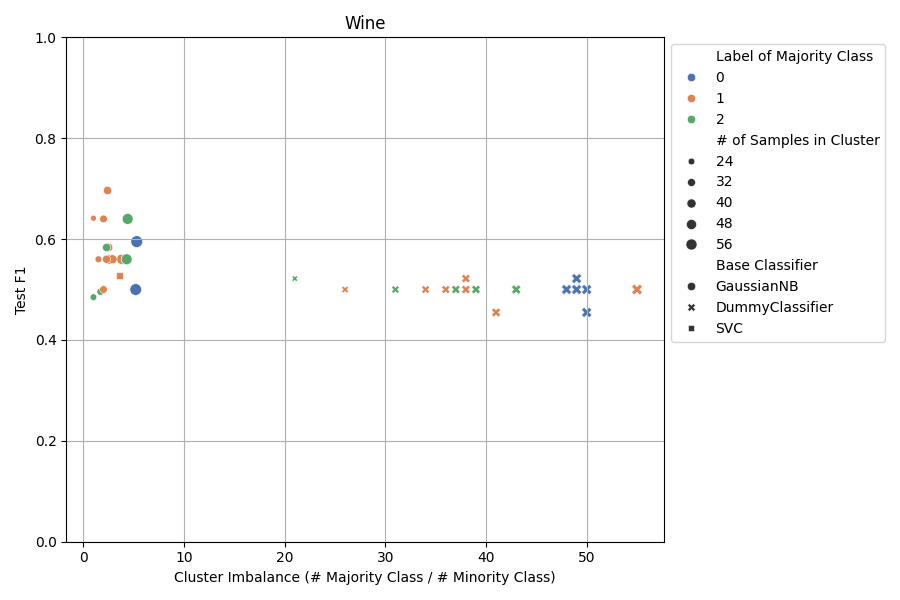 Wine
1.0
0.8
0.6
0.4
0.2
0.0
Test F1
0 10 20 30 40 50
Cluster Imbalance (# Majority Class / # Minority Class)
Label of Majority Class
0
1
2
# of Samples in Cluster
24
32
40
48
56
Base Classifier
GaussianNB
DummyClassifier
SVC